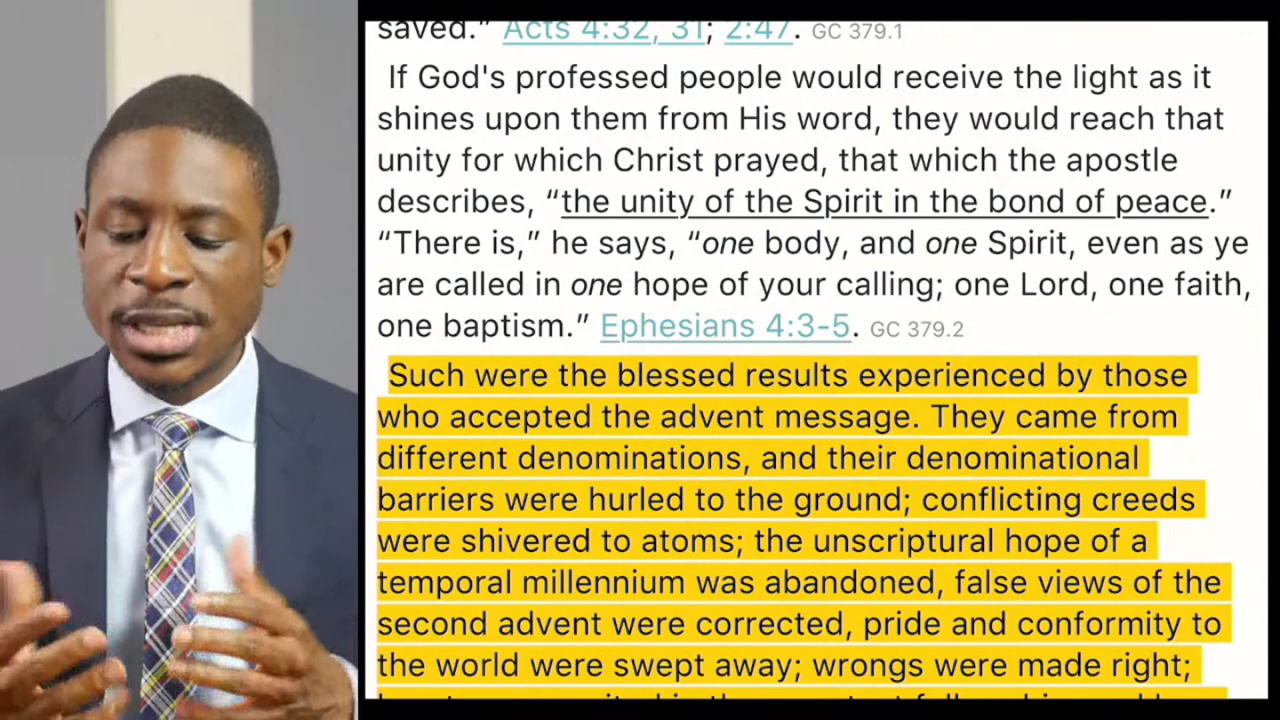 saved.” Acts 4:32, 31; 2:47. GC 379.1
If God's professed people would receive the light as it
shines upon them from His word, they would reach that
unity for which Christ prayed, that which the apostle
describes, “the unity of the Spirit in the bond of peace.”
“There is,” he says, “one body, and one Spirit, even as ye
are called in one hope of your calling; one Lord, one faith,
one baptism.” Ephesians 4:3-5. GC 379.2
Such were the blessed results experienced by those
who accepted the advent message. They came from
different denominations, and their denominational
barriers were hurled to the ground; conflicting creeds
were shivered to atoms; the unscriptural hope of a
temporal millennium was abandoned, false views of the
second advent were corrected, pride and conformity to
the world were swept away; wrongs were made right;